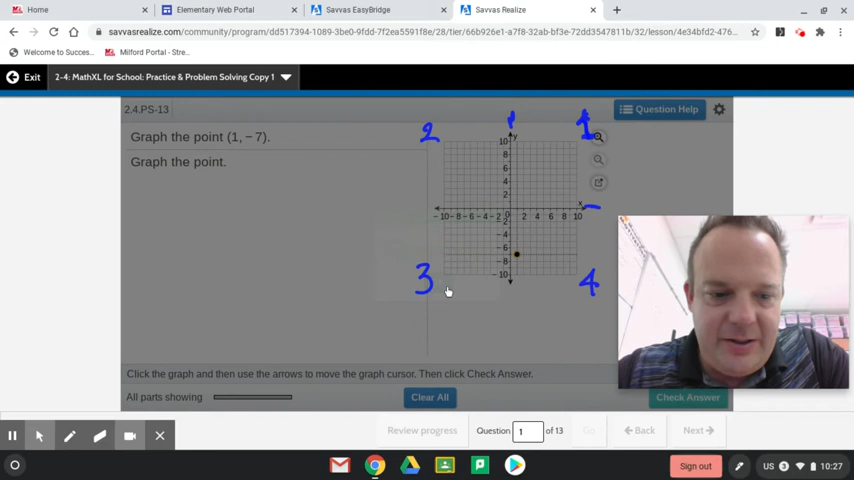 Home
Elementary Web Portal
Savvas EasyBridge
Savvas Realize
savvasrealize.com/community/program/dd517394-1089-3be0-9fdd-7f2ea5591f8e/28/tier/66b926e1-a7f8-32ab-bf3e-72dd3547811b/32/lesson/4e34bfd2-476...
Welcome to Succes...
Milford Portal - Stre...
Exit
2-4: MathXL for School: Practice & Problem Solving Copy 1
2.4.PS-13
Question Help
Graph the point (1, − 7).
Graph the point.
2
1
y
10
8
6
4
2
x
− 10 − 8 − 6 − 4 − 2 0 2 4 6 8 10
− 2
− 4
− 6
− 8
− 10
3
4
Click the graph and then use the arrows to move the graph cursor. Then click Check Answer.
All parts showing
Clear All
Check Answer
Review progress
Question 1 of 13
Go
Back
Next
Sign out
US 3 10:27